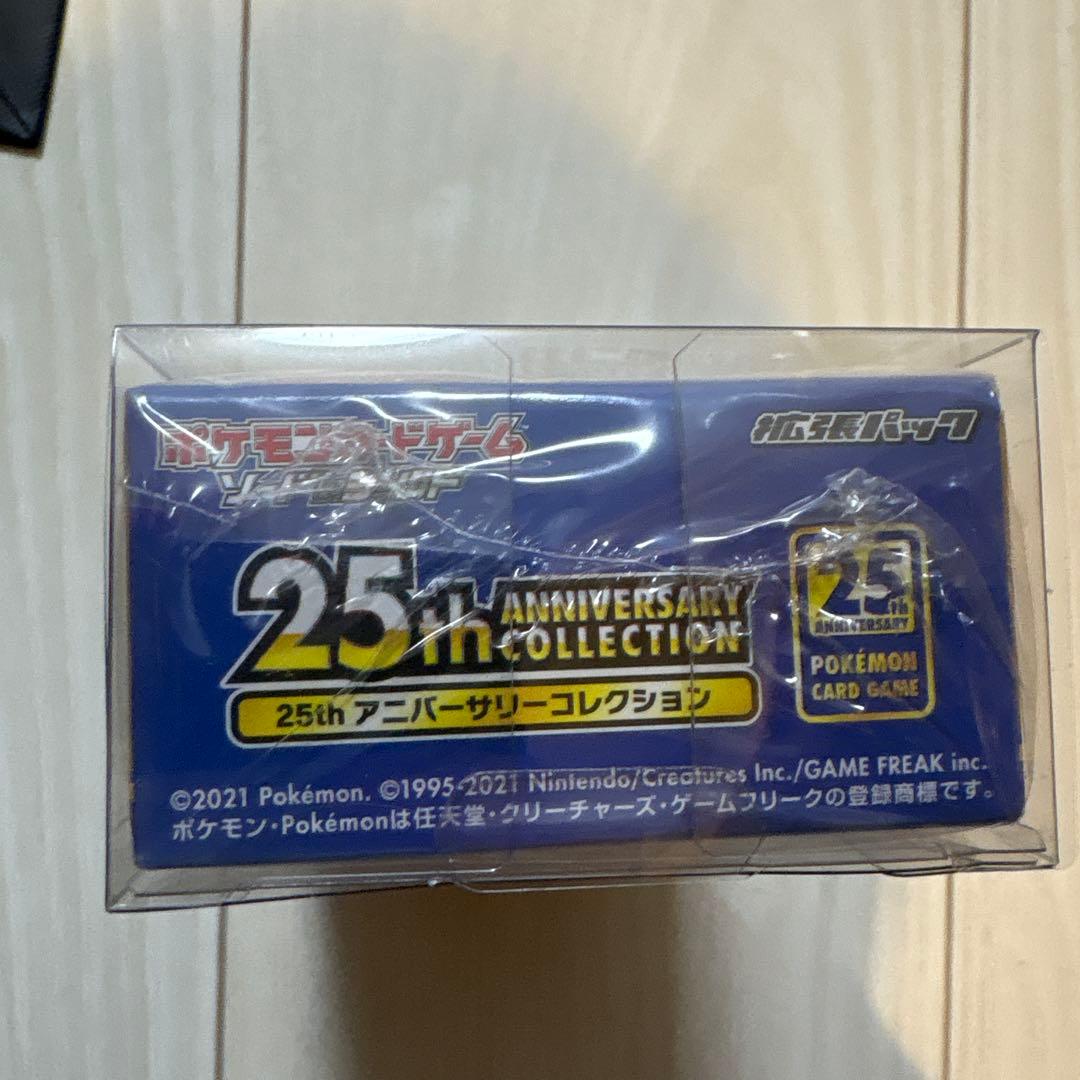 ポケモンカードゲーム
ソード&シールド
拡張パック
25th ANNIVERSARY
COLLECTION
25th アニバーサリーコレクション
25th
ANNIVERSARY
POKÉMON
CARD GAME
©2021 Pokémon. ©1995-2021 Nintendo/Creatures Inc./GAME FREAK inc.
ポケモン・Pokémonは任天堂・クリーチャーズ・ゲームフリークの登録商標です。